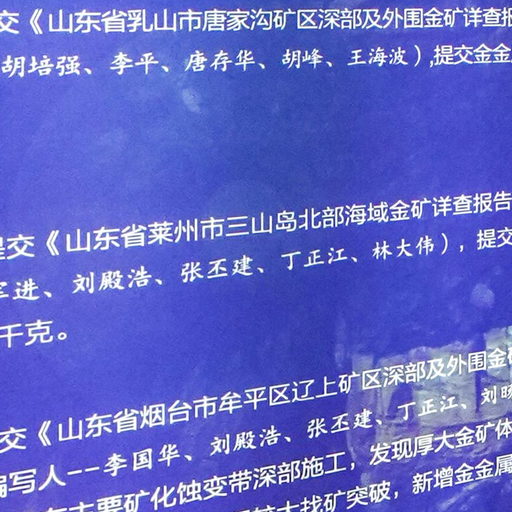 交《山东省乳山市唐家沟矿区深部及外围金矿详查报
胡培强、李平、唐存华、胡峰、王海波），提交金金
提交《山东省莱州市三山岛北部海域金矿详查报告
军进、刘殿浩、张丕建、丁正江、林大伟），提交
千克。
交《山东省烟台市牟平区辽上矿区深部及外围金矿
编写人--李国华、刘殿浩、张丕建、丁正江、刘晓
主要矿化蚀变带深部施工，发现厚大金矿体
大找矿突破，新增金金属